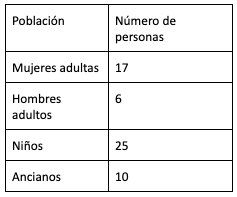 Población Número de
personas
Mujeres adultas 17
Hombres 6
adultos
Niños 25
Ancianos 10